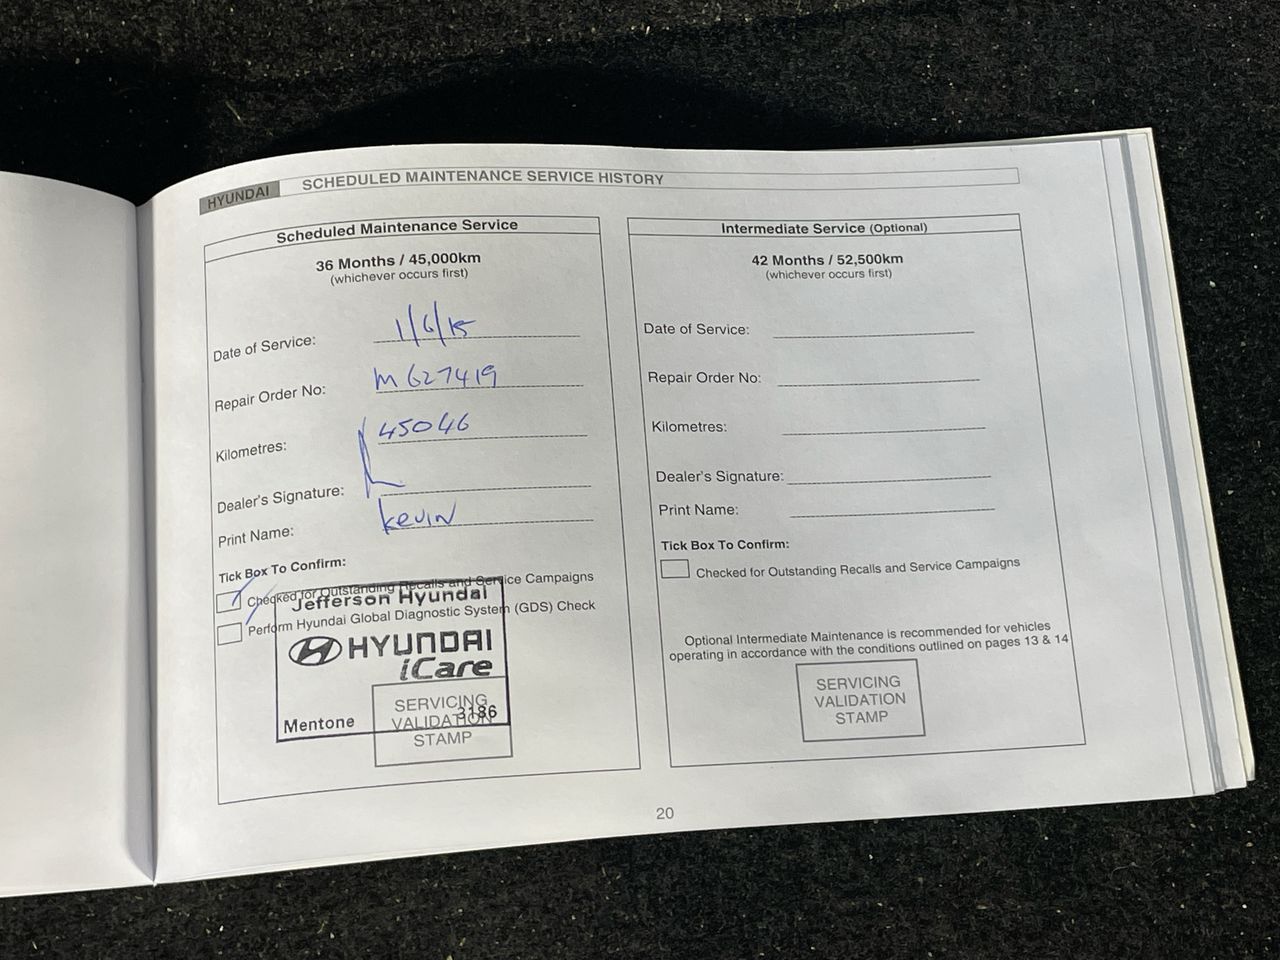 HYUNDAI SCHEDULED MAINTENANCE SERVICE HISTORY
Scheduled Maintenance Service
36 Months / 45,000km
(whichever occurs first)
Date of Service: 1/6/15
Repair Order No: M627419
Kilometres: 45046
Dealer's Signature:
Print Name: Kevin
Tick Box To Confirm:
Checked for Outstanding Recalls and Service Campaigns
Perform Hyundai Global Diagnostic System (GDS) Check
Jefferson Hyundai
HYUNDAI
iCare
Mentone 3186
SERVICING
VALIDATION
STAMP
Intermediate Service (Optional)
42 Months / 52,500km
(whichever occurs first)
Date of Service:
Repair Order No:
Kilometres:
Dealer's Signature:
Print Name:
Tick Box To Confirm:
Checked for Outstanding Recalls and Service Campaigns
Optional Intermediate Maintenance is recommended for vehicles
operating in accordance with the conditions outlined on pages 13 & 14
SERVICING
VALIDATION
STAMP
20